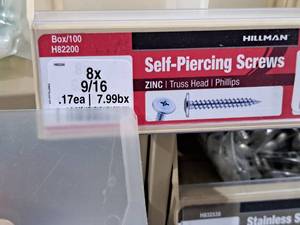 Box/100
H82200
HILLMAN
8x
9/16
.17ea | 7.99bx
Self-Piercing Screws
ZINC | Truss Head | Phillips
Stainless S